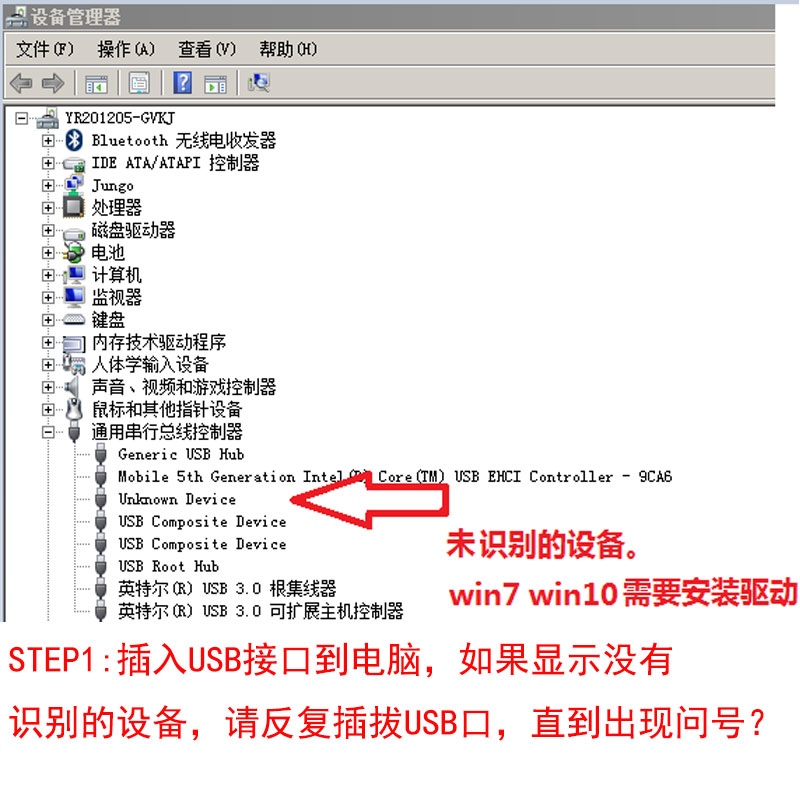 设备管理器
文件(F) 操作(A) 查看(V) 帮助(H)
YR201205-GVKJ
Bluetooth 无线电收发器
IDE ATA/ATAPI 控制器
Jungo
处理器
磁盘驱动器
电池
计算机
监视器
键盘
内存技术驱动程序
人体学输入设备
声音、视频和游戏控制器
鼠标和其他指针设备
通用串行总线控制器
Generic USB Hub
Mobile 5th Generation Intel(R) Core(TM) USB EHCI Controller - 9CA6
Unknown Device
USB Composite Device
USB Composite Device
USB Root Hub
英特尔(R) USB 3.0 根集线器
英特尔(R) USB 3.0 可扩展主机控制器
未识别的设备。
win7 win10需要安装驱动
STEP1:插入USB接口到电脑，如果显示没有
识别的设备，请反复插拔USB口，直到出现问号？